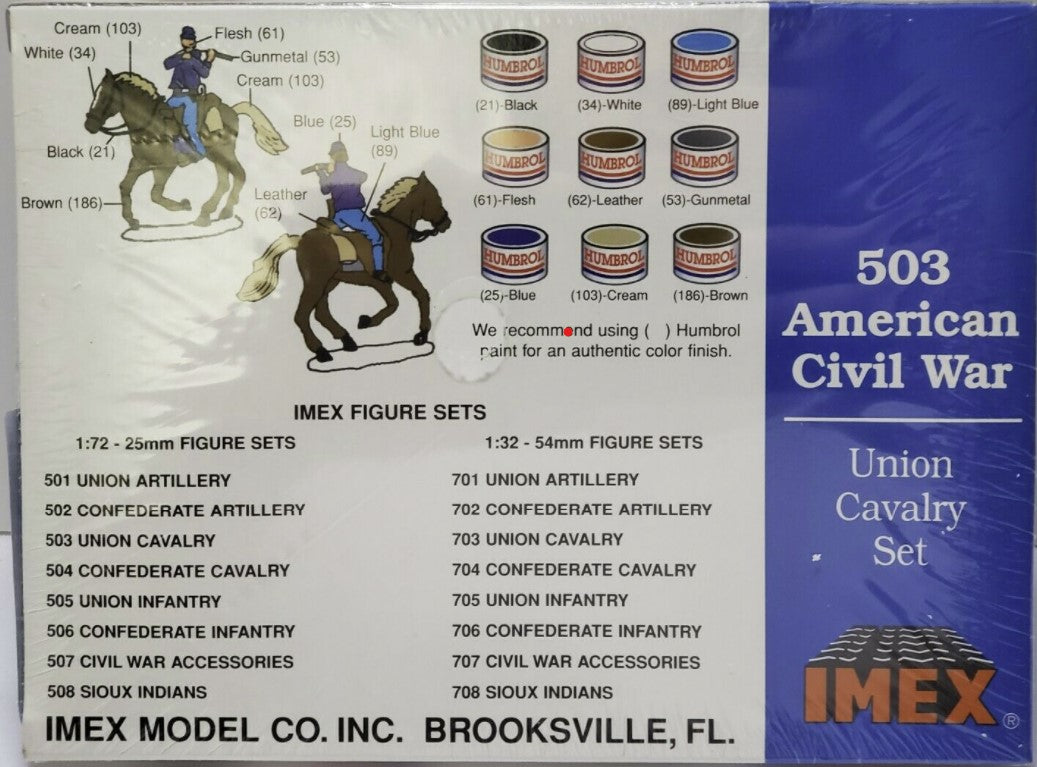 Cream (103)
White (34)
Flesh (61)
Gunmetal (53)
Cream (103)
Black (21)
Brown (186)
Blue (25)
Light Blue
(89)
Leather
(62)
HUMBROL HUMBROL HUMBROL
(21)-Black (34)-White (89)-Light Blue
HUMBROL HUMBROL HUMBROL
(61)-Flesh (62)-Leather (53)-Gunmetal
HUMBROL HUMBROL HUMBROL
(25)-Blue (103)-Cream (186)-Brown
We recommend using ( ) Humbrol
paint for an authentic color finish.
IMEX FIGURE SETS
1:72 - 25mm FIGURE SETS
501 UNION ARTILLERY
502 CONFEDERATE ARTILLERY
503 UNION CAVALRY
504 CONFEDERATE CAVALRY
505 UNION INFANTRY
506 CONFEDERATE INFANTRY
507 CIVIL WAR ACCESSORIES
508 SIOUX INDIANS
1:32 - 54mm FIGURE SETS
701 UNION ARTILLERY
702 CONFEDERATE ARTILLERY
703 UNION CAVALRY
704 CONFEDERATE CAVALRY
705 UNION INFANTRY
706 CONFEDERATE INFANTRY
707 CIVIL WAR ACCESSORIES
708 SIOUX INDIANS
IMEX MODEL CO. INC. BROOKSVILLE, FL.
503
American
Civil War
Union
Cavalry
Set
IMEX ®